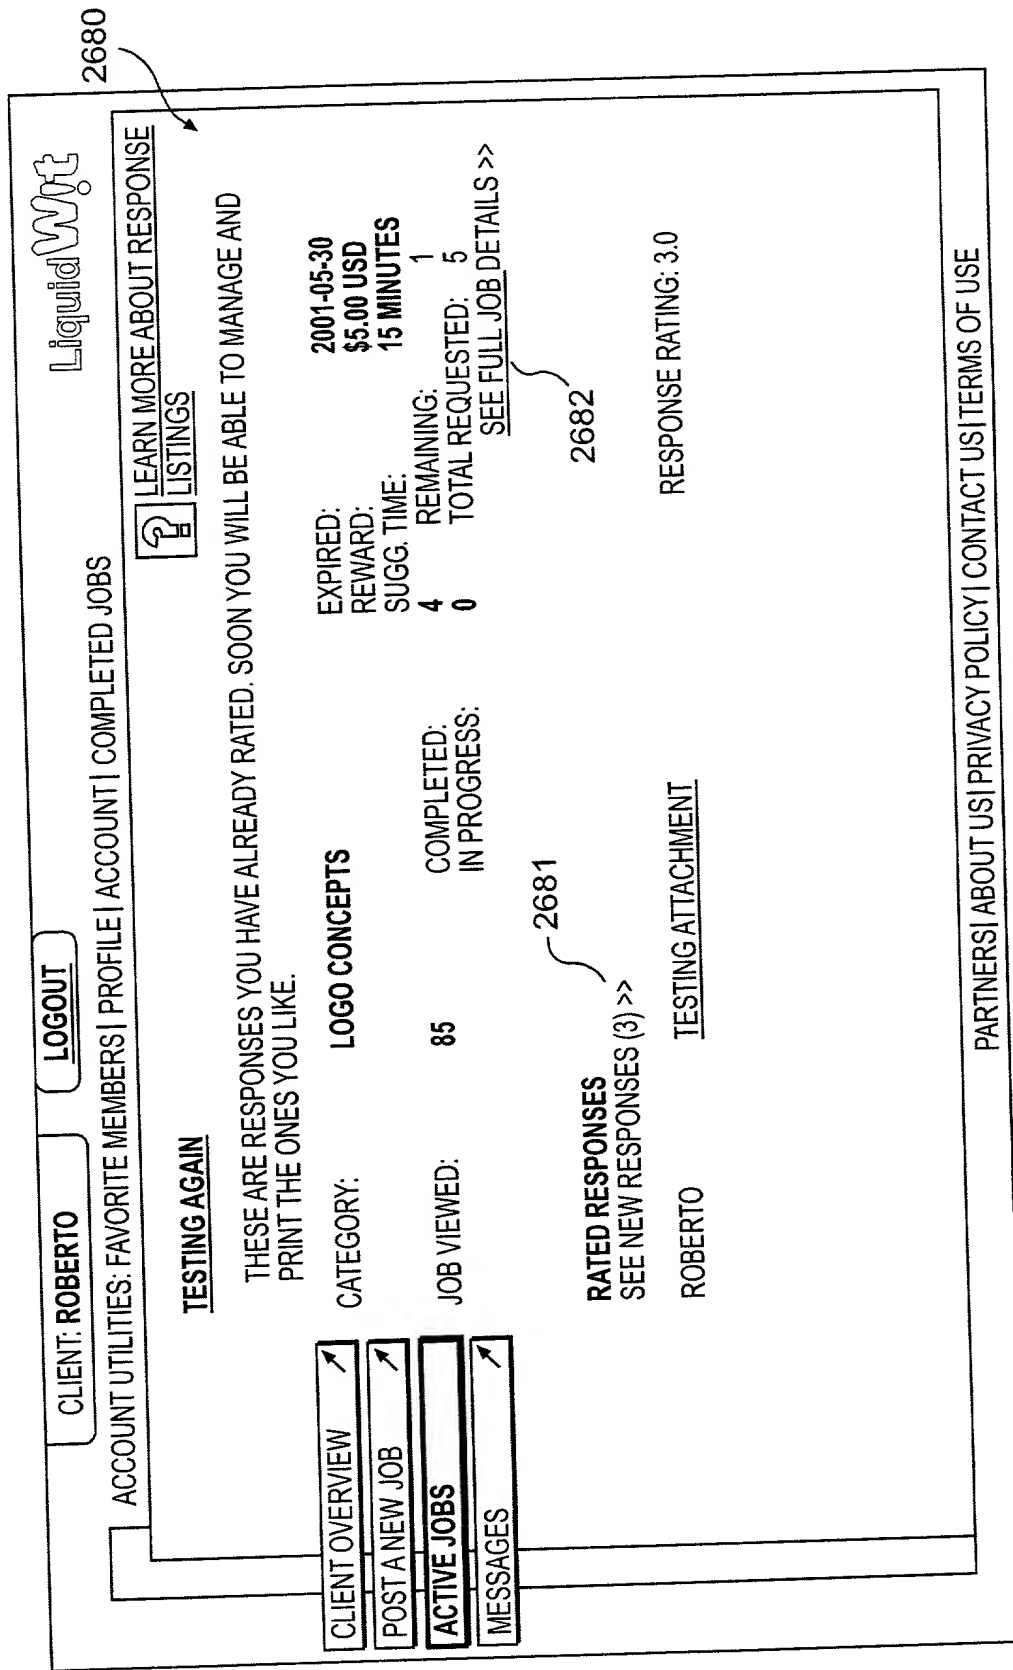 2680
CLIENT: ROBERTO
LOGOUT
LiquidWit
ACCOUNT UTILITIES: FAVORITE MEMBERS| PROFILE| ACCOUNT| COMPLETED JOBS
? LEARN MORE ABOUT RESPONSE
LISTINGS
TESTING AGAIN
THESE ARE RESPONSES YOU HAVE ALREADY RATED. SOON YOU WILL BE ABLE TO MANAGE AND
PRINT THE ONES YOU LIKE.
CLIENT OVERVIEW
POST A NEW JOB
ACTIVE JOBS
MESSAGES
CATEGORY: LOGO CONCEPTS EXPIRED: 2001-05-30
REWARD: $5.00 USD
SUGG. TIME: 15 MINUTES
JOB VIEWED: 85 COMPLETED: 4 REMAINING: 1
IN PROGRESS: 0 TOTAL REQUESTED: 5
SEE FULL JOB DETAILS >>
2682
2681
RATED RESPONSES
SEE NEW RESPONSES (3) >>
ROBERTO TESTING ATTACHMENT RESPONSE RATING: 3.0
PARTNERS| ABOUT US| PRIVACY POLICY| CONTACT US| TERMS OF USE